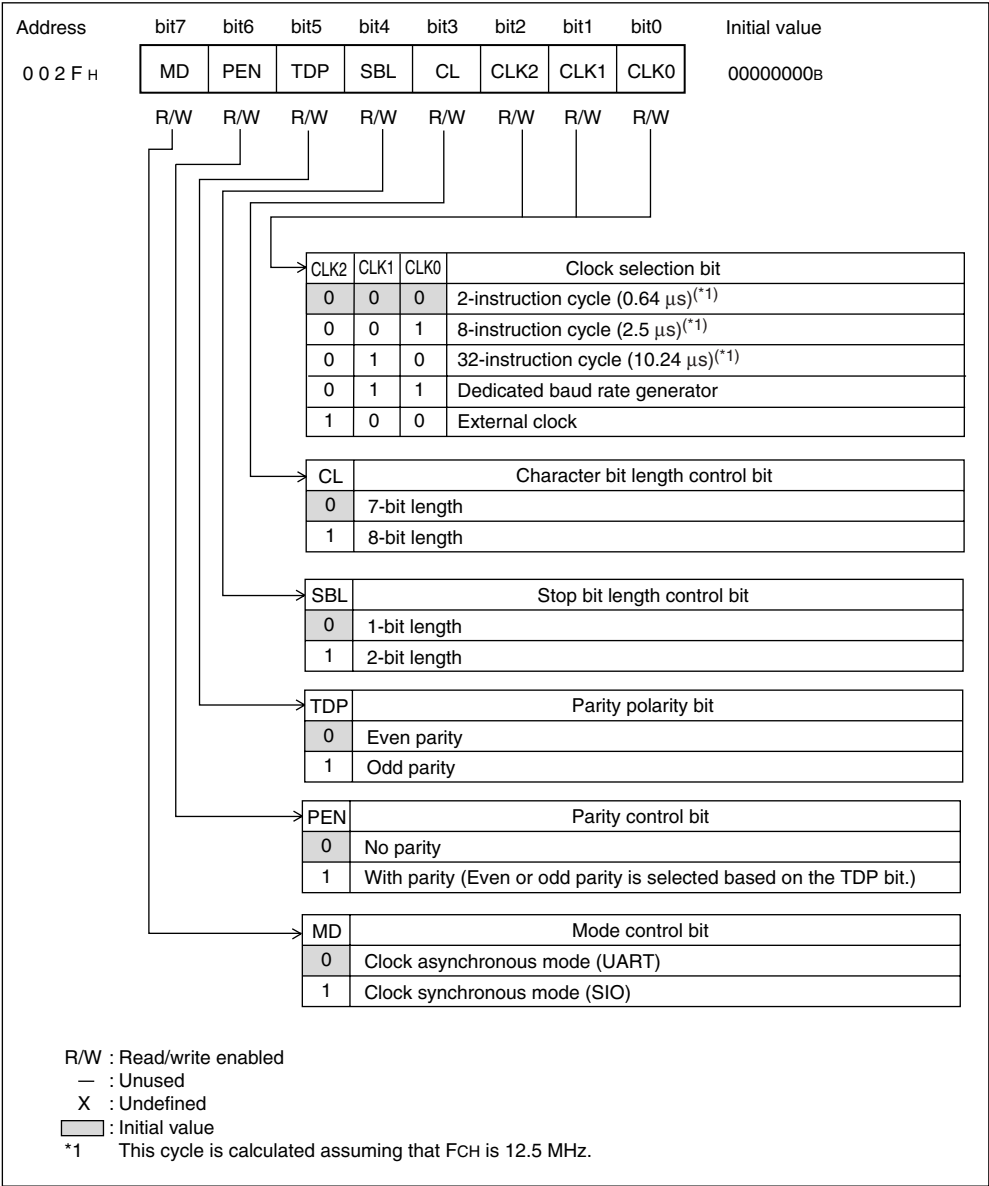 Address bit7 bit6 bit5 bit4 bit3 bit2 bit1 bit0 Initial value
0 0 2 F H MD PEN TDP SBL CL CLK2 CLK1 CLK0 00000000B
R/W R/W R/W R/W R/W R/W R/W R/W
CLK2 CLK1 CLK0 Clock selection bit
0 0 0 2-instruction cycle (0.64 μs)(*1)
0 0 1 8-instruction cycle (2.5 μs)(*1)
0 1 0 32-instruction cycle (10.24 μs)(*1)
0 1 1 Dedicated baud rate generator
1 0 0 External clock
CL Character bit length control bit
0 7-bit length
1 8-bit length
SBL Stop bit length control bit
0 1-bit length
1 2-bit length
TDP Parity polarity bit
0 Even parity
1 Odd parity
PEN Parity control bit
0 No parity
1 With parity (Even or odd parity is selected based on the TDP bit.)
MD Mode control bit
0 Clock asynchronous mode (UART)
1 Clock synchronous mode (SIO)
R/W : Read/write enabled
— : Unused
X : Undefined
: Initial value
*1 This cycle is calculated assuming that FCH is 12.5 MHz.